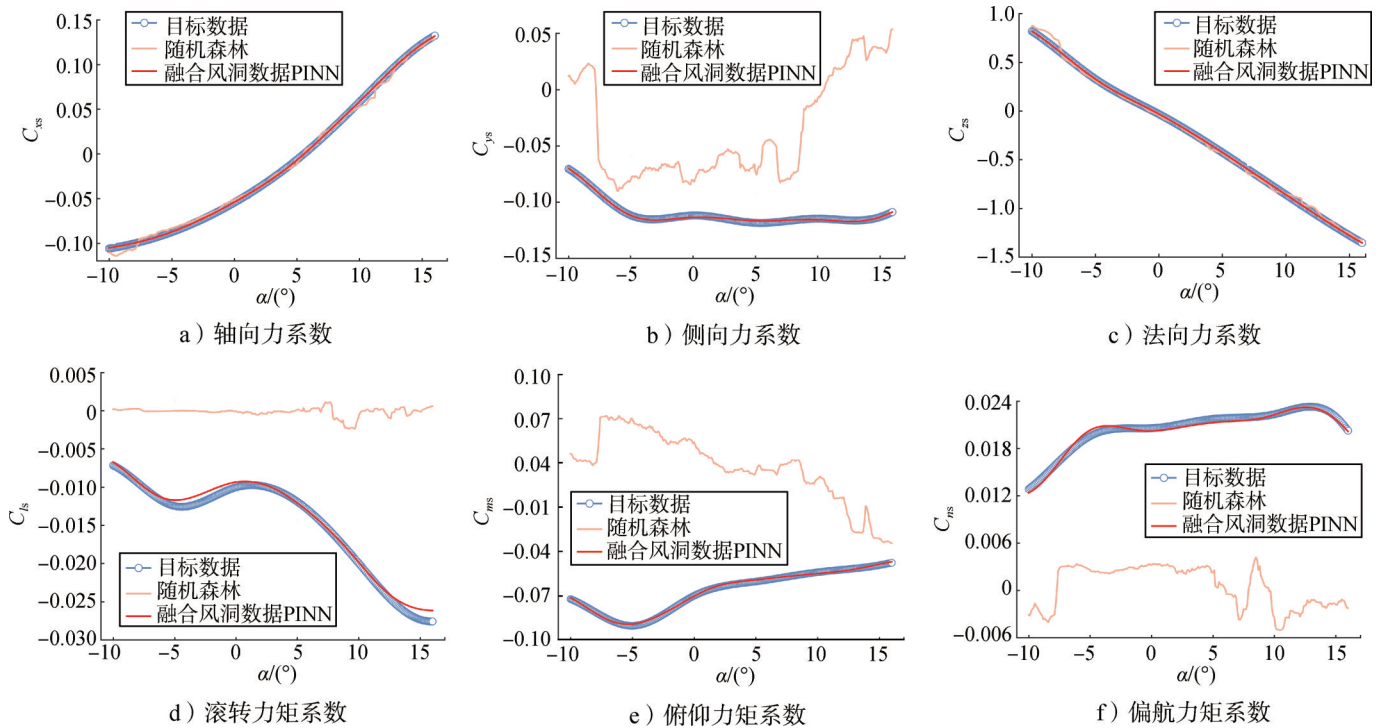 0.15
0.10
0.05
0
−0.05
−0.10
C_xs
目标数据
随机森林
融合风洞数据PINN
−10 −5 0 5 10 15
α/(°)
a）轴向力系数
0.05
0
−0.05
−0.10
−0.15
C_ys
目标数据
随机森林
融合风洞数据PINN
−10 −5 0 5 10 15
α/(°)
b）侧向力系数
1.0
0.5
0
−0.5
−1.0
−1.5
C_zs
目标数据
随机森林
融合风洞数据PINN
−10 −5 0 5 10 15
α/(°)
c）法向力系数
0.005
0
−0.005
−0.010
−0.015
−0.020
−0.025
−0.030
C_ls
目标数据
随机森林
融合风洞数据PINN
−10 −5 0 5 10 15
α/(°)
d）滚转力矩系数
0.10
0.07
0.04
−0.01
−0.04
−0.07
−0.10
C_ms
目标数据
随机森林
融合风洞数据PINN
−10 −5 0 5 10 15
α/(°)
e）俯仰力矩系数
0.024
0.018
0.012
0.006
0
−0.006
C_ns
目标数据
随机森林
融合风洞数据PINN
−10 −5 0 5 10 15
α/(°)
f）偏航力矩系数